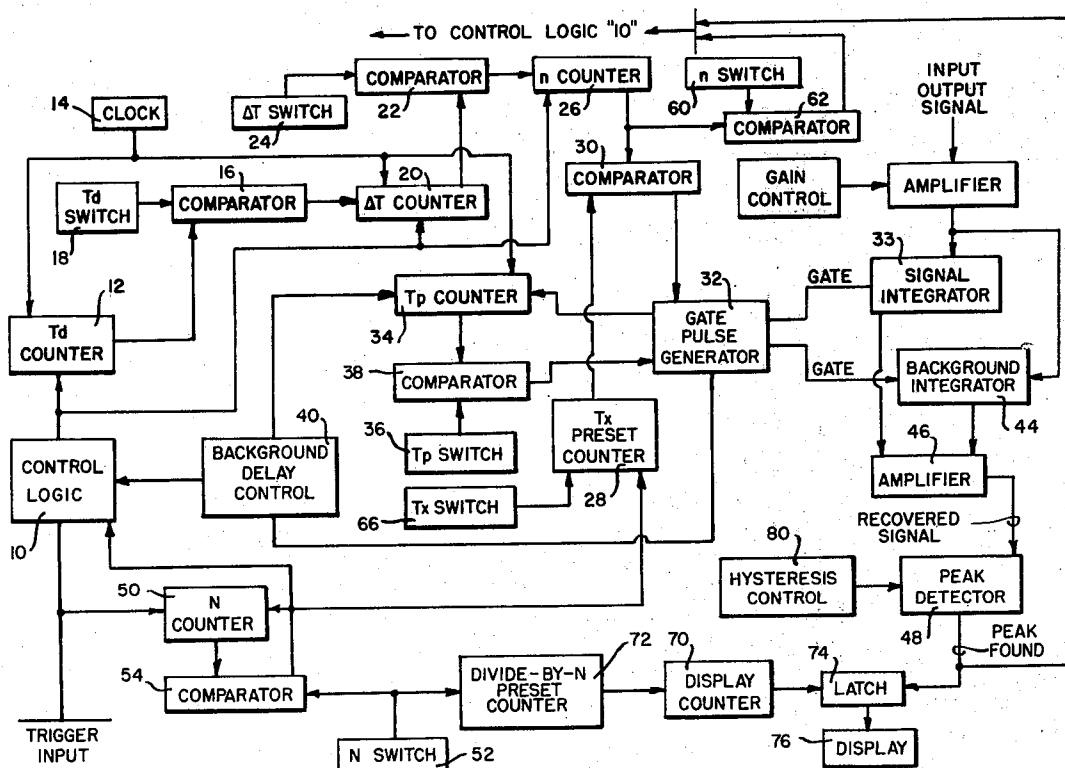 TO CONTROL LOGIC "10"
COMPARATOR
22
n COUNTER
26
n SWITCH
60
62
COMPARATOR
INPUT
OUTPUT
SIGNAL
14
CLOCK
ΔT SWITCH
24
30
COMPARATOR
GAIN
CONTROL
AMPLIFIER
Td
SWITCH
18
16
COMPARATOR
20
ΔT COUNTER
33
SIGNAL
INTEGRATOR
GATE
12
Td
COUNTER
Tp COUNTER
34
32
GATE
PULSE
GENERATOR
GATE
BACKGROUND
INTEGRATOR
44
38
COMPARATOR
36
Tp SWITCH
Tx
PRESET
COUNTER
28
40
BACKGROUND
DELAY
CONTROL
CONTROL
LOGIC
10
46
AMPLIFIER
66
Tx SWITCH
RECOVERED
SIGNAL
80
HYSTERESIS
CONTROL
PEAK
DETECTOR
48
50
N
COUNTER
PEAK
FOUND
54
COMPARATOR
72
DIVIDE-BY-N
PRESET
COUNTER
70
DISPLAY
COUNTER
74
LATCH
TRIGGER
INPUT
N SWITCH
52
76
DISPLAY